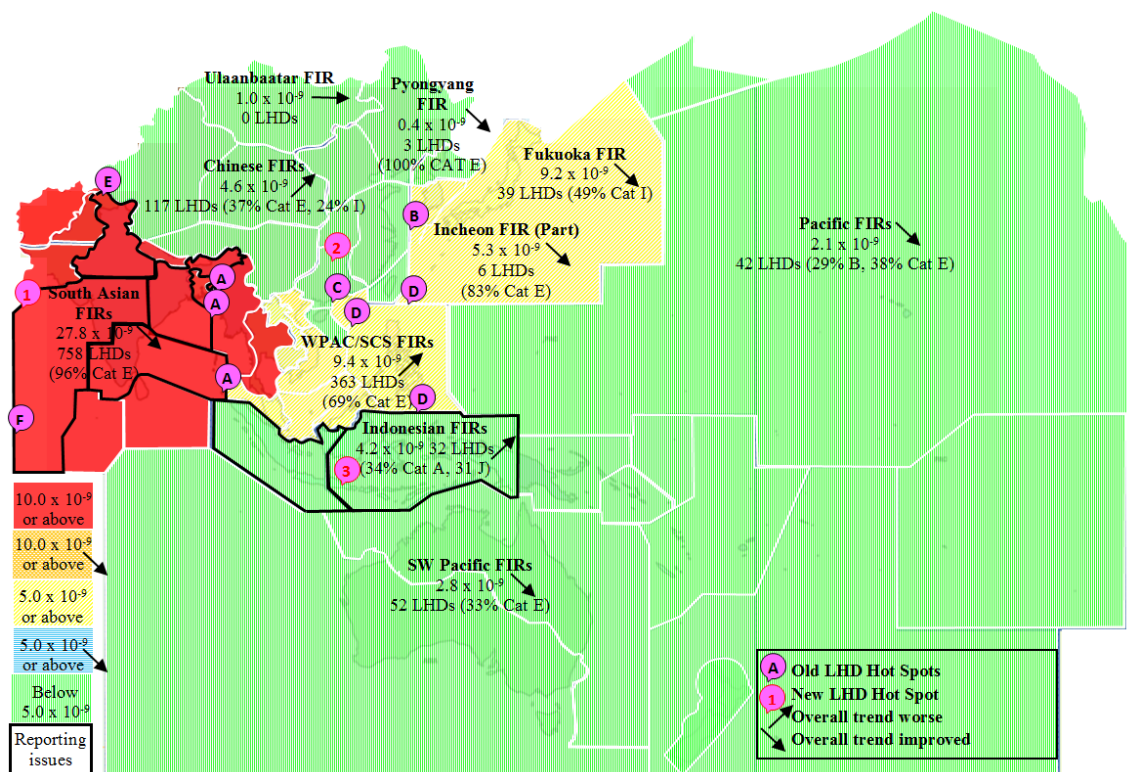 Ulaanbaatar FIR
1.0 x 10-9
0 LHDs
Pyongyang
FIR
0.4 x 10-9
3 LHDs
(100% CAT E)
Chinese FIRs
4.6 x 10-9
117 LHDs (37% Cat E, 24% I)
Fukuoka FIR
9.2 x 10-9
39 LHDs (49% Cat I)
Incheon FIR (Part)
5.3 x 10-9
6 LHDs
(83% Cat E)
Pacific FIRs
2.1 x 10-9
42 LHDs (29% B, 38% Cat E)
E
B
2
A
A
C
D
D
1
South Asian
FIRs
27.8 x 10-9
758 LHDs
(96% Cat E)
A
F
WPAC/SCS FIRs
9.4 x 10-9
363 LHDs
(69% Cat E)
D
Indonesian FIRs
4.2 x 10-9 32 LHDs
(34% Cat A, 31 J)
3
SW Pacific FIRs
2.8 x 10-9
52 LHDs (33% Cat E)
10.0 x 10-9
or above
10.0 x 10-9
or above
5.0 x 10-9
or above
5.0 x 10-9
or above
Below
5.0 x 10-9
Reporting
issues
A Old LHD Hot Spots
1 New LHD Hot Spot
Overall trend worse
Overall trend improved